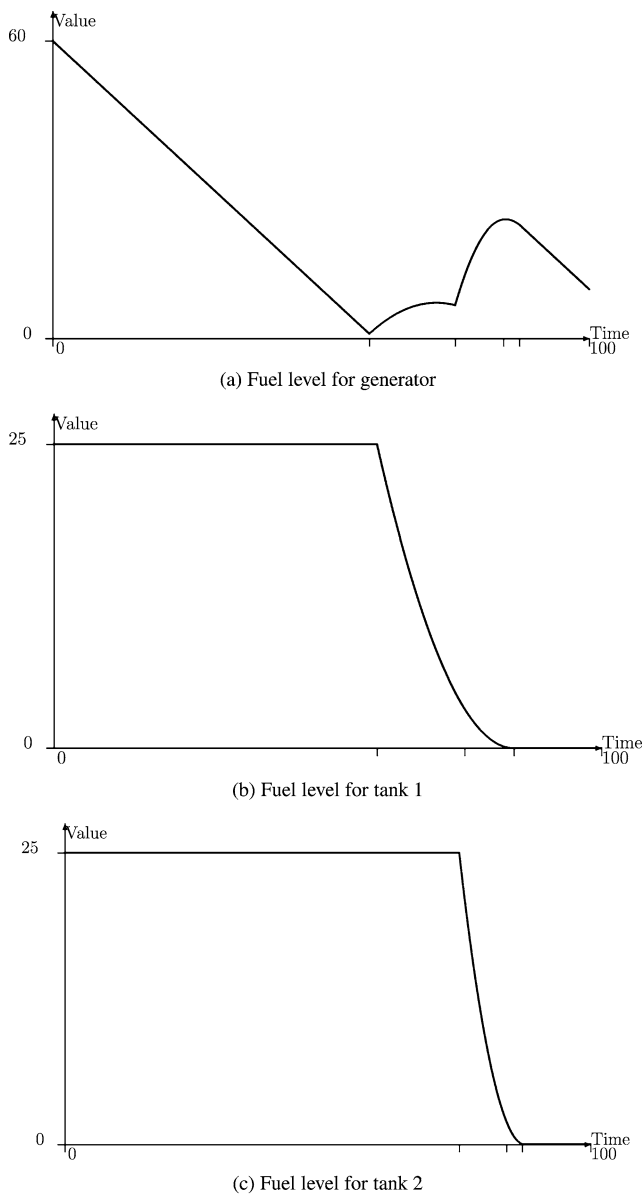 Value
60
0
Time
0
100
(a) Fuel level for generator
Value
25
0
Time
0
100
(b) Fuel level for tank 1
Value
25
0
Time
0
100
(c) Fuel level for tank 2